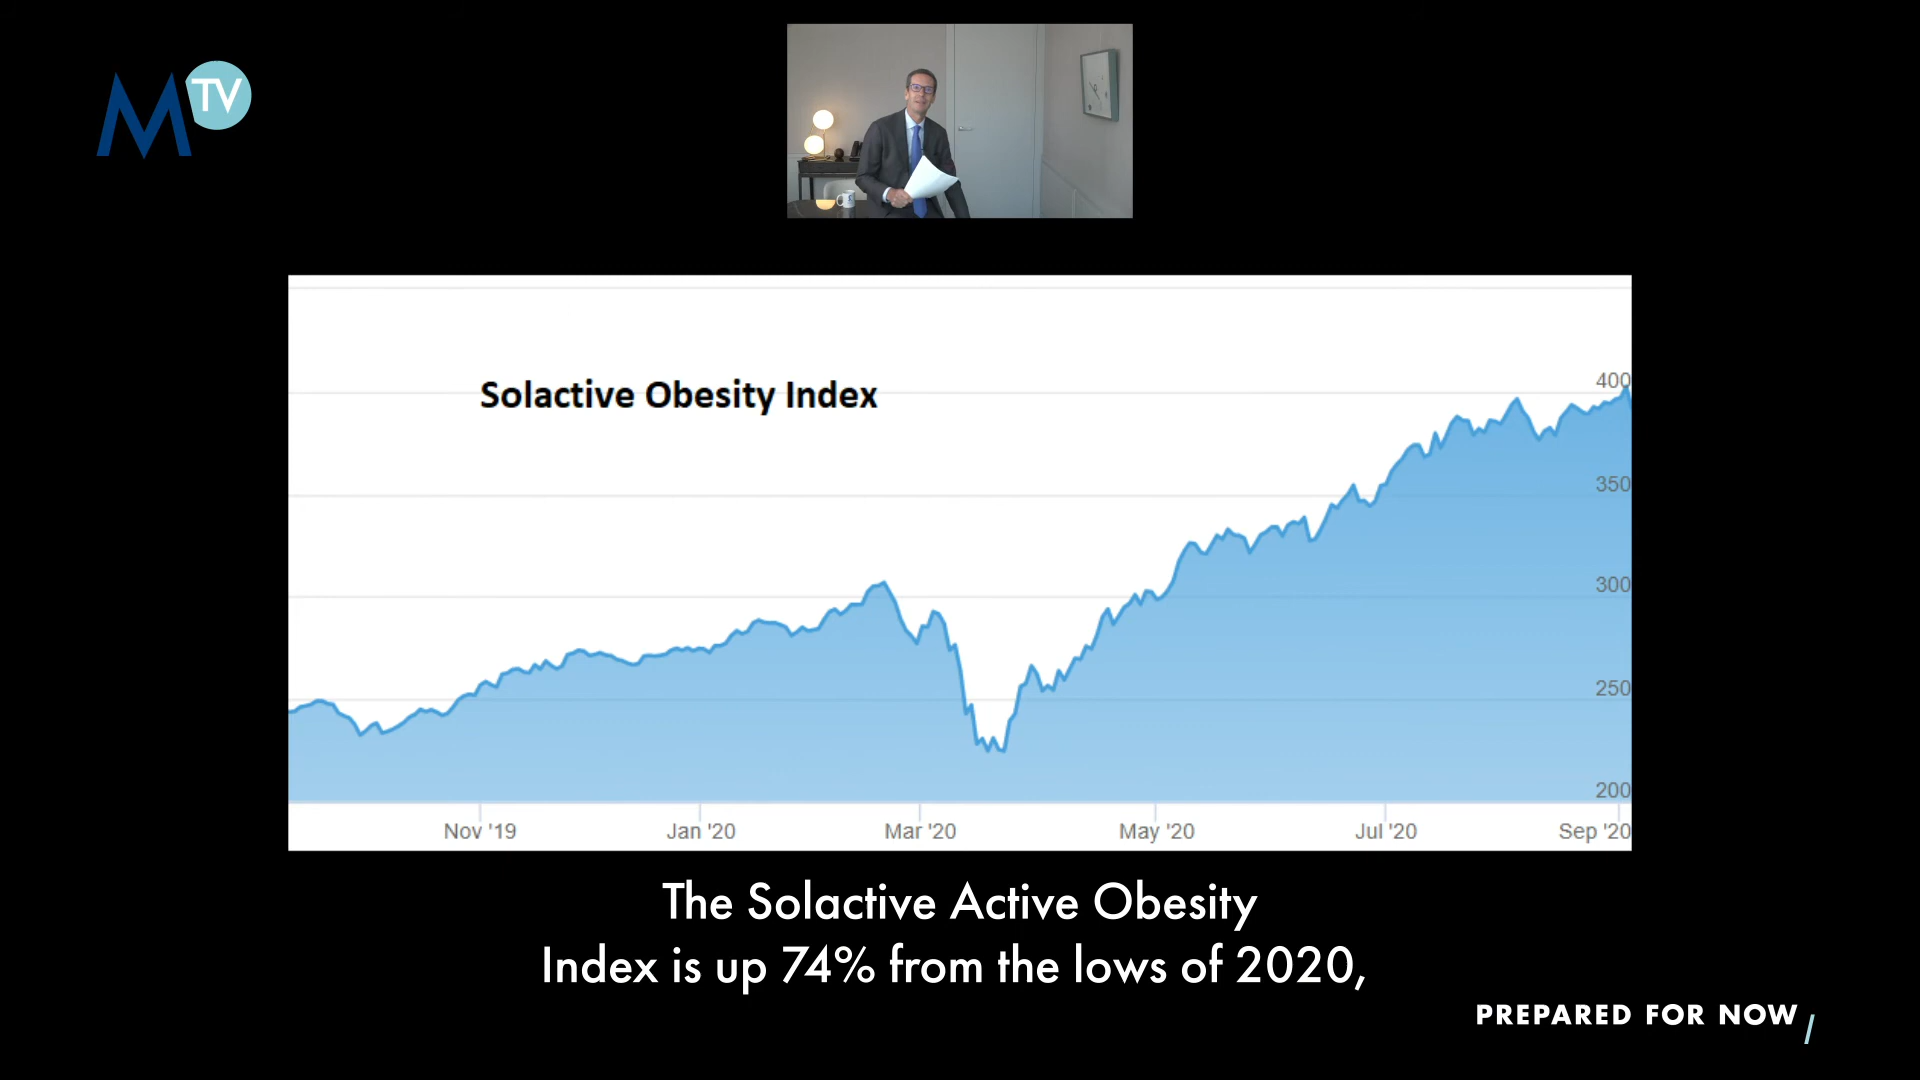 M TV
Solactive Obesity Index
400
350
300
250
200
Nov '19 Jan '20 Mar '20 May '20 Jul '20 Sep '20
The Solactive Active Obesity
Index is up 74% from the lows of 2020,
PREPARED FOR NOW /